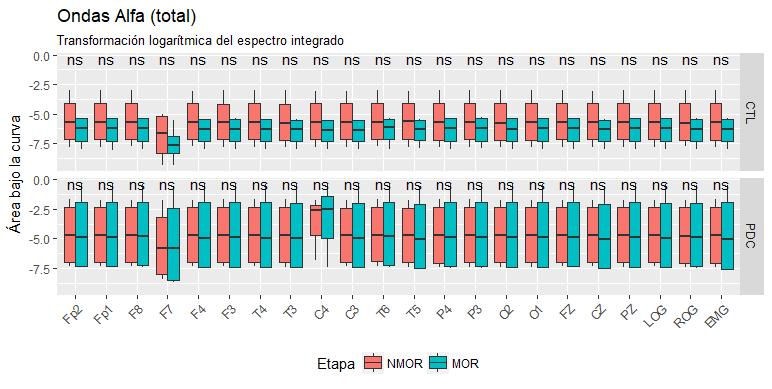 Ondas Alfa (total)
Transformación logarítmica del espectro integrado
Área bajo la curva
0.0
-2.5
-5.0
-7.5
ns ns ns ns ns ns ns ns ns ns ns ns ns ns ns ns ns ns ns ns ns ns
CTL
0.0
-2.5
-5.0
-7.5
ns ns ns ns ns ns ns ns ns ns ns ns ns ns ns ns ns ns ns ns ns ns
PDC
Fp2 Fp1 F8 F7 F4 F3 T4 T3 C4 C3 T6 T5 P4 P3 O2 O1 FZ CZ PZ LOG ROG EMG
Etapa NMOR MOR